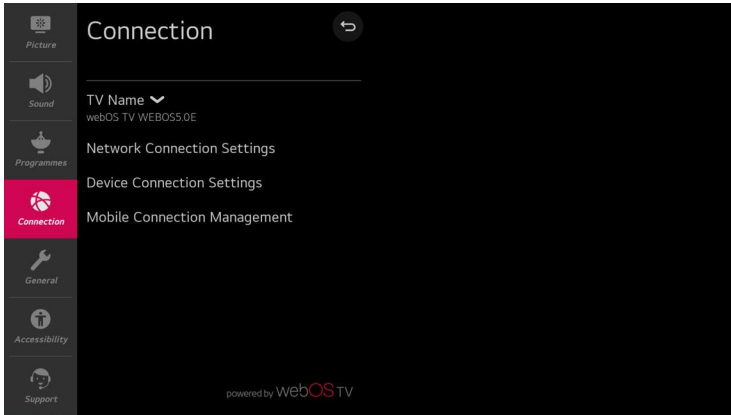 Picture
Sound
Programmes
Connection
General
Accessibility
Support
Connection
TV Name
webOS TV WEBOS5.0E
Network Connection Settings
Device Connection Settings
Mobile Connection Management
powered by webOS TV